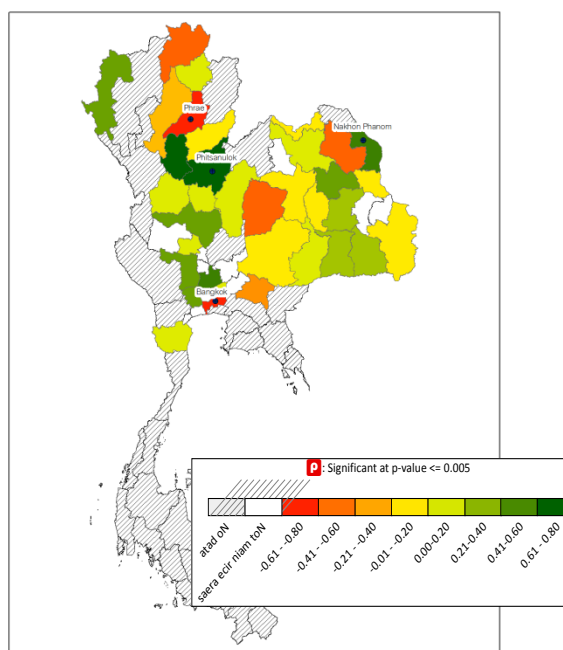 Phrae
Nakhon Phanom
Phitsanulok
Bangkok
ρ: Significant at p-value <= 0.005
atad oN
saera ecir niam toN
-0.61 - -0.80
-0.41 - -0.60
-0.21 - -0.40
-0.01 - -0.20
0.00-0.20
0.21-0.40
0.41-0.60
0.61 - 0.80